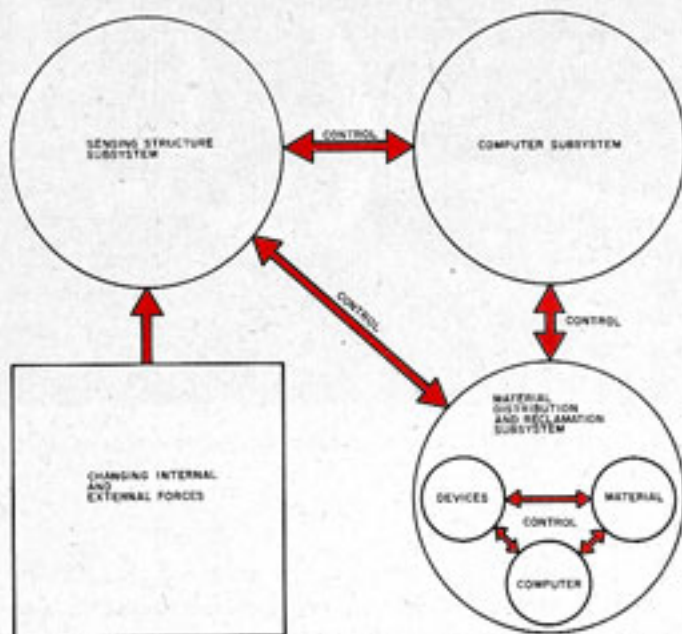 SENSING STRUCTURE
SUBSYSTEM
CONTROL
COMPUTER SUBSYSTEM
CONTROL
CONTROL
CHANGING INTERNAL
AND
EXTERNAL FORCES
MATERIAL
DISTRIBUTION
AND RECLAMATION
SUBSYSTEM
DEVICES
MATERIAL
CONTROL
COMPUTER